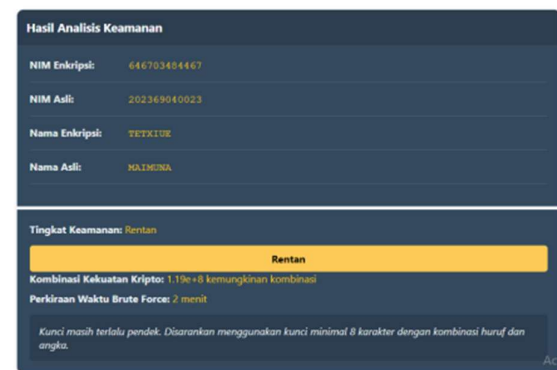 Hasil Analisis Keamanan
NIM Enkripsi: 646703484467
NIM Asli: 202369040023
Nama Enkripsi: TETXIUE
Nama Asli: MAIMUNA
Tingkat Keamanan: Rentan
Rentan
Kombinasi Kekuatan Kripto: 1.19e+8 kemungkinan kombinasi
Perkiraan Waktu Brute Force: 2 menit
Kunci masih terlalu pendek. Disarankan menggunakan kunci minimal 8 karakter dengan kombinasi huruf dan
angka.